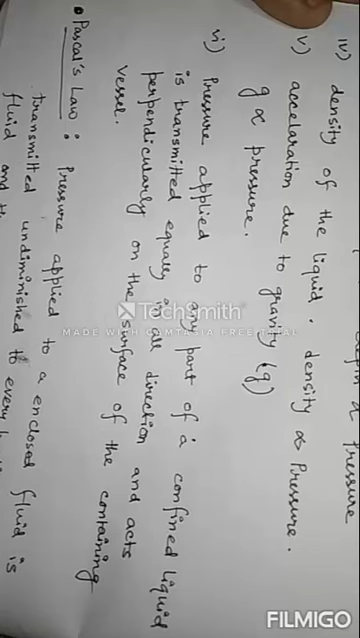 depth α Pressure
iv) density of the liquid. density α Pressure.
v) accelaration due to gravity (g)
g α pressure.
vi) Pressure applied to any part of a confined liquid
is transmitted equally in all direction and acts
perpendicularly on the surface of the containing
vessel.
• Pascal's Law : Pressure applied to a enclosed fluid is
transmitted undiminished to every
fluid and
TechSmith
MADE WITH CAMTASIA FREE TRIAL
FILMIGO